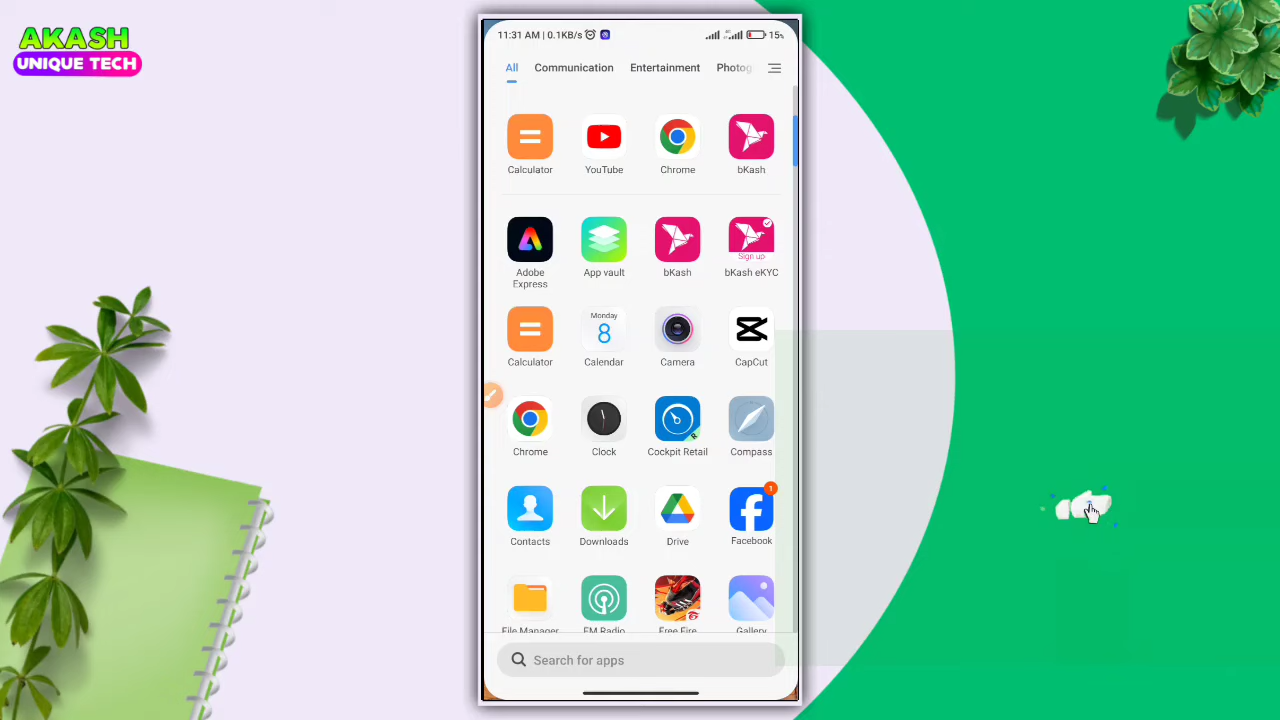 AKASH
UNIQUE TECH
11:31 AM | 0.1KB/s 15%
All Communication Entertainment Photog
Calculator YouTube Chrome bKash
Sign up
Adobe Express App vault bKash bKash eKYC
Monday
8
Calculator Calendar Camera CapCut
R
Chrome Clock Cockpit Retail Compass
1
Contacts Downloads Drive Facebook
File Manager FM Radio Free Fire Gallery
Search for apps